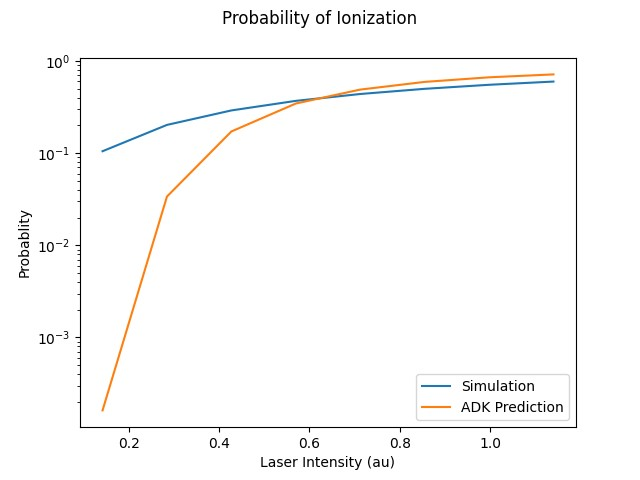 Probability of Ionization
10⁰
10⁻¹
10⁻²
10⁻³
Probablity
0.2 0.4 0.6 0.8 1.0
Laser Intensity (au)
Simulation
ADK Prediction